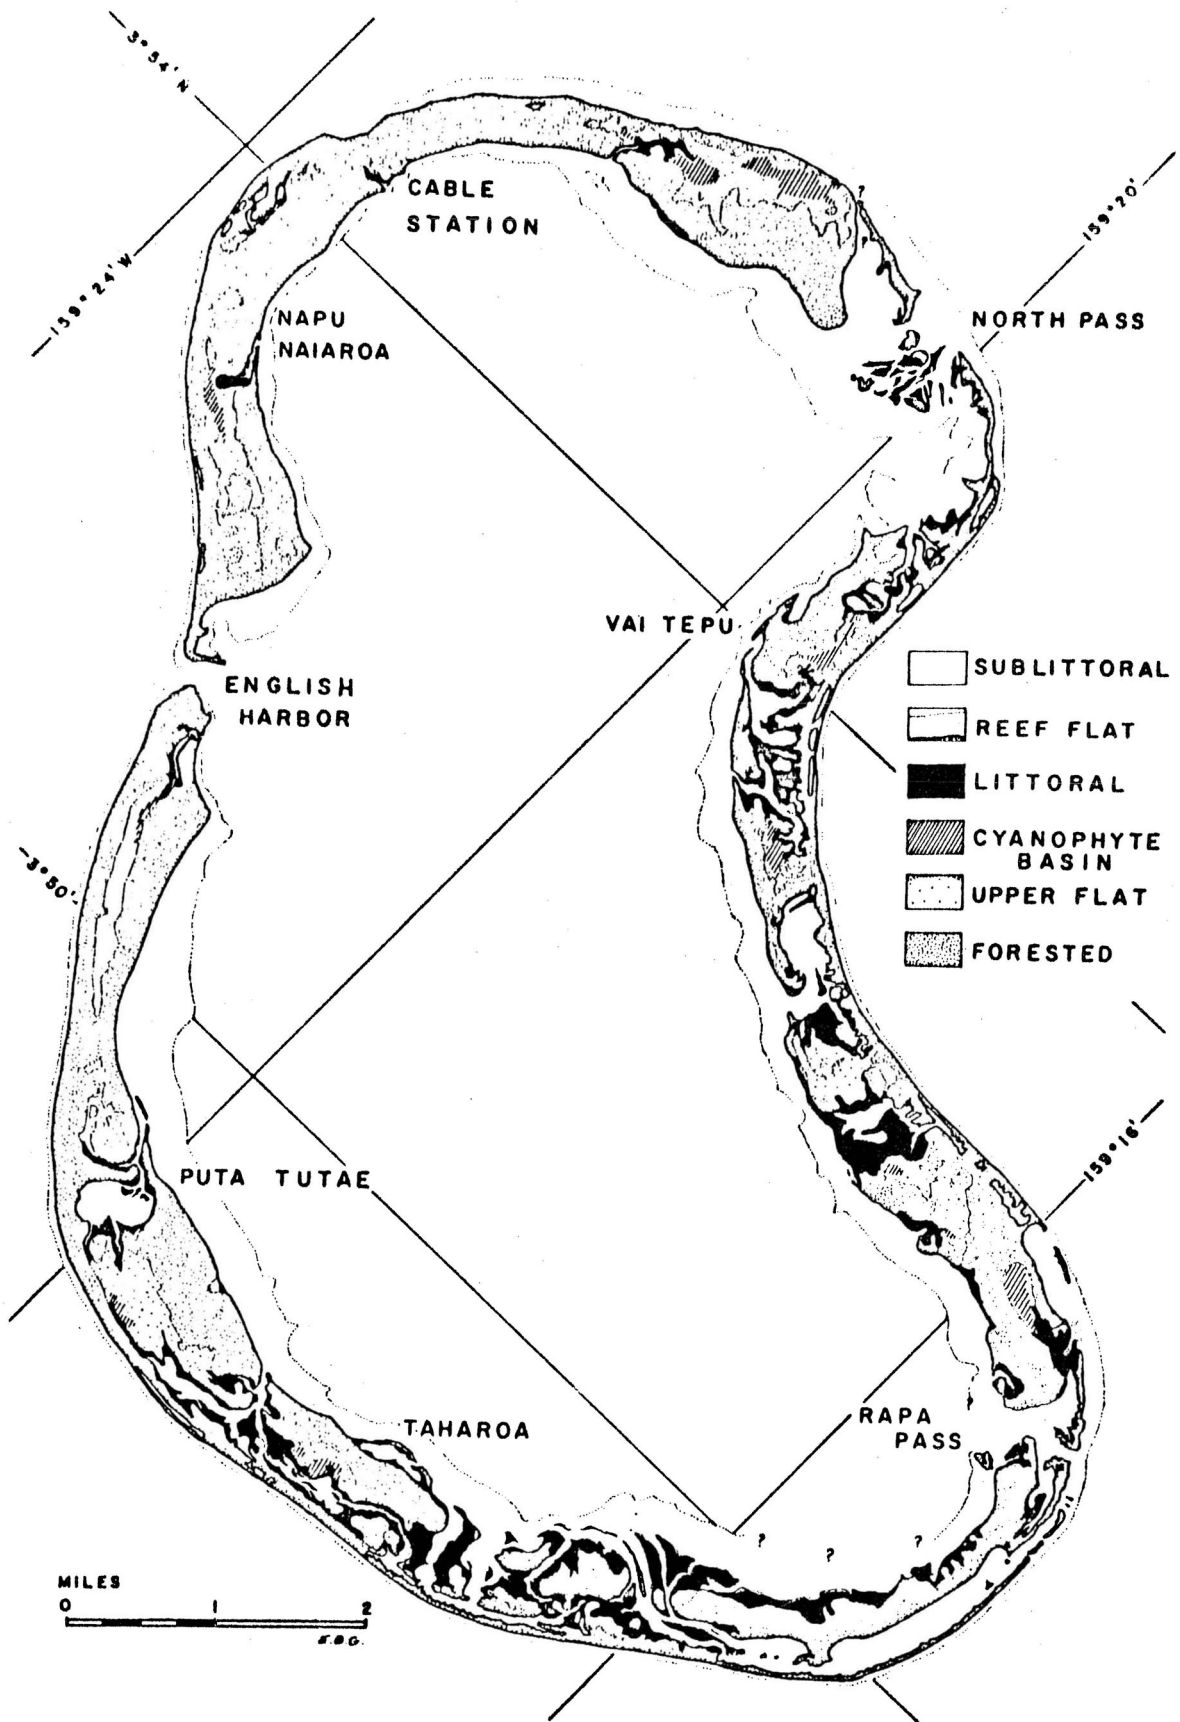 3°54'N
159°20'
CABLE
STATION
159°24'W
NORTH PASS
NAPU
NAIAROA
VAI TEPU
SUBLITTORAL
ENGLISH
HARBOR
REEF FLAT
LITTORAL
CYANOPHYTE
BASIN
3°50'
UPPER FLAT
FORESTED
?
?
159°16'
PUTA TUTAE
?
RAPA
PASS
TAHAROA
?
?
?
MILES
0 1 2
E.D.G.